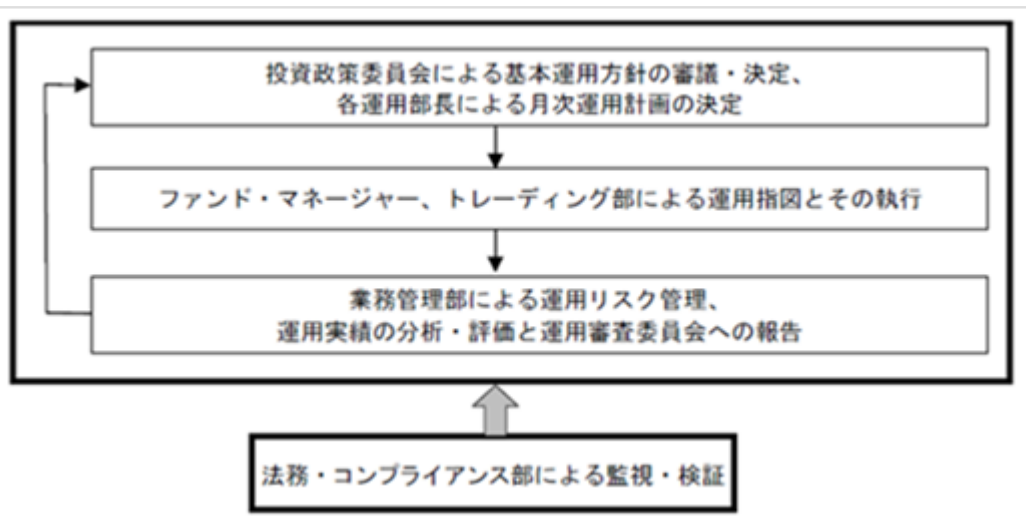 投資政策委員会による基本運用方針の審議・決定、
各運用部長による月次運用計画の決定
ファンド・マネージャー、トレーディング部による運用指図とその執行
業務管理部による運用リスク管理、
運用実績の分析・評価と運用審査委員会への報告
法務・コンプライアンス部による監視・検証